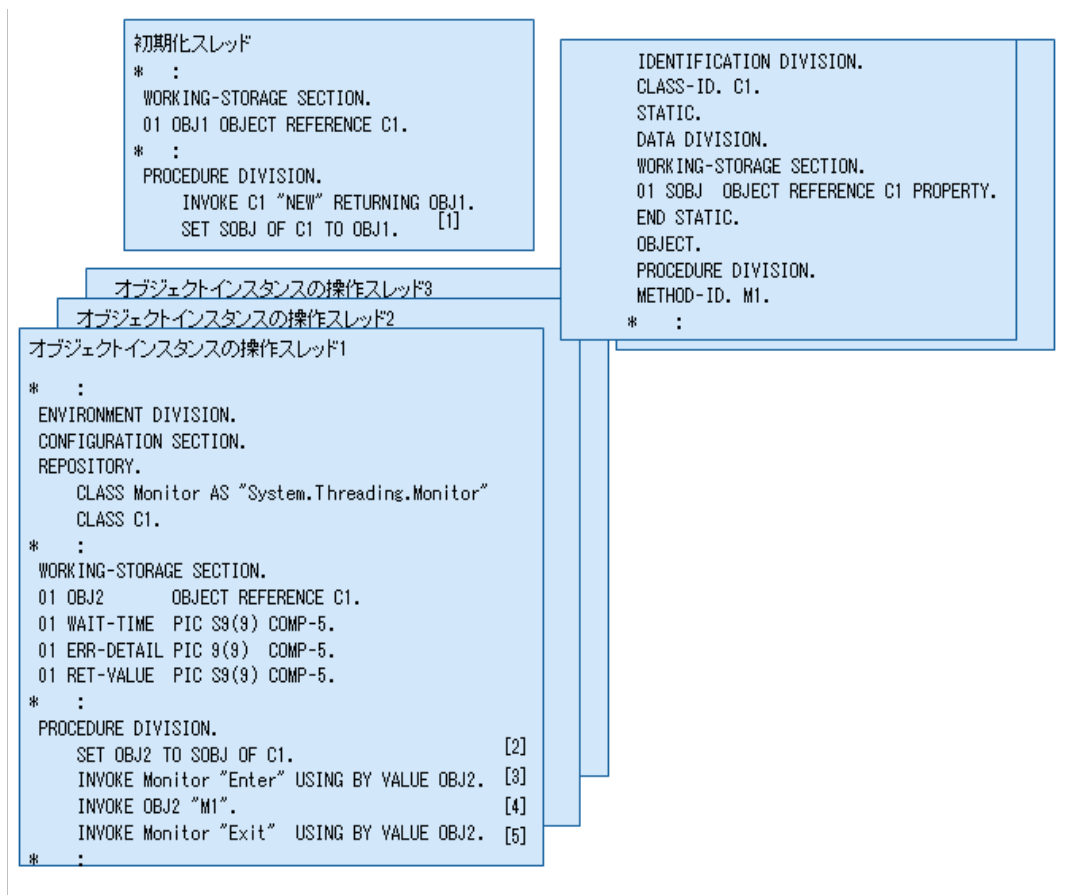 初期化スレッド
*   :
WORKING-STORAGE SECTION.
01 OBJ1 OBJECT REFERENCE C1.
*   :
PROCEDURE DIVISION.
INVOKE C1 "NEW" RETURNING OBJ1.
SET SOBJ OF C1 TO OBJ1. [1]
IDENTIFICATION DIVISION.
CLASS-ID. C1.
STATIC.
DATA DIVISION.
WORKING-STORAGE SECTION.
01 SOBJ  OBJECT REFERENCE C1 PROPERTY.
END STATIC.
OBJECT.
PROCEDURE DIVISION.
METHOD-ID. M1.
*   :
オブジェクトインスタンスの操作スレッド3
オブジェクトインスタンスの操作スレッド2
オブジェクトインスタンスの操作スレッド1
*   :
ENVIRONMENT DIVISION.
CONFIGURATION SECTION.
REPOSITORY.
CLASS Monitor AS "System.Threading.Monitor"
CLASS C1.
*   :
WORKING-STORAGE SECTION.
01 OBJ2       OBJECT REFERENCE C1.
01 WAIT-TIME  PIC S9(9) COMP-5.
01 ERR-DETAIL PIC 9(9)  COMP-5.
01 RET-VALUE  PIC S9(9) COMP-5.
*   :
PROCEDURE DIVISION.
SET OBJ2 TO SOBJ OF C1. [2]
INVOKE Monitor "Enter" USING BY VALUE OBJ2. [3]
INVOKE OBJ2 "M1". [4]
INVOKE Monitor "Exit"  USING BY VALUE OBJ2. [5]
*   :